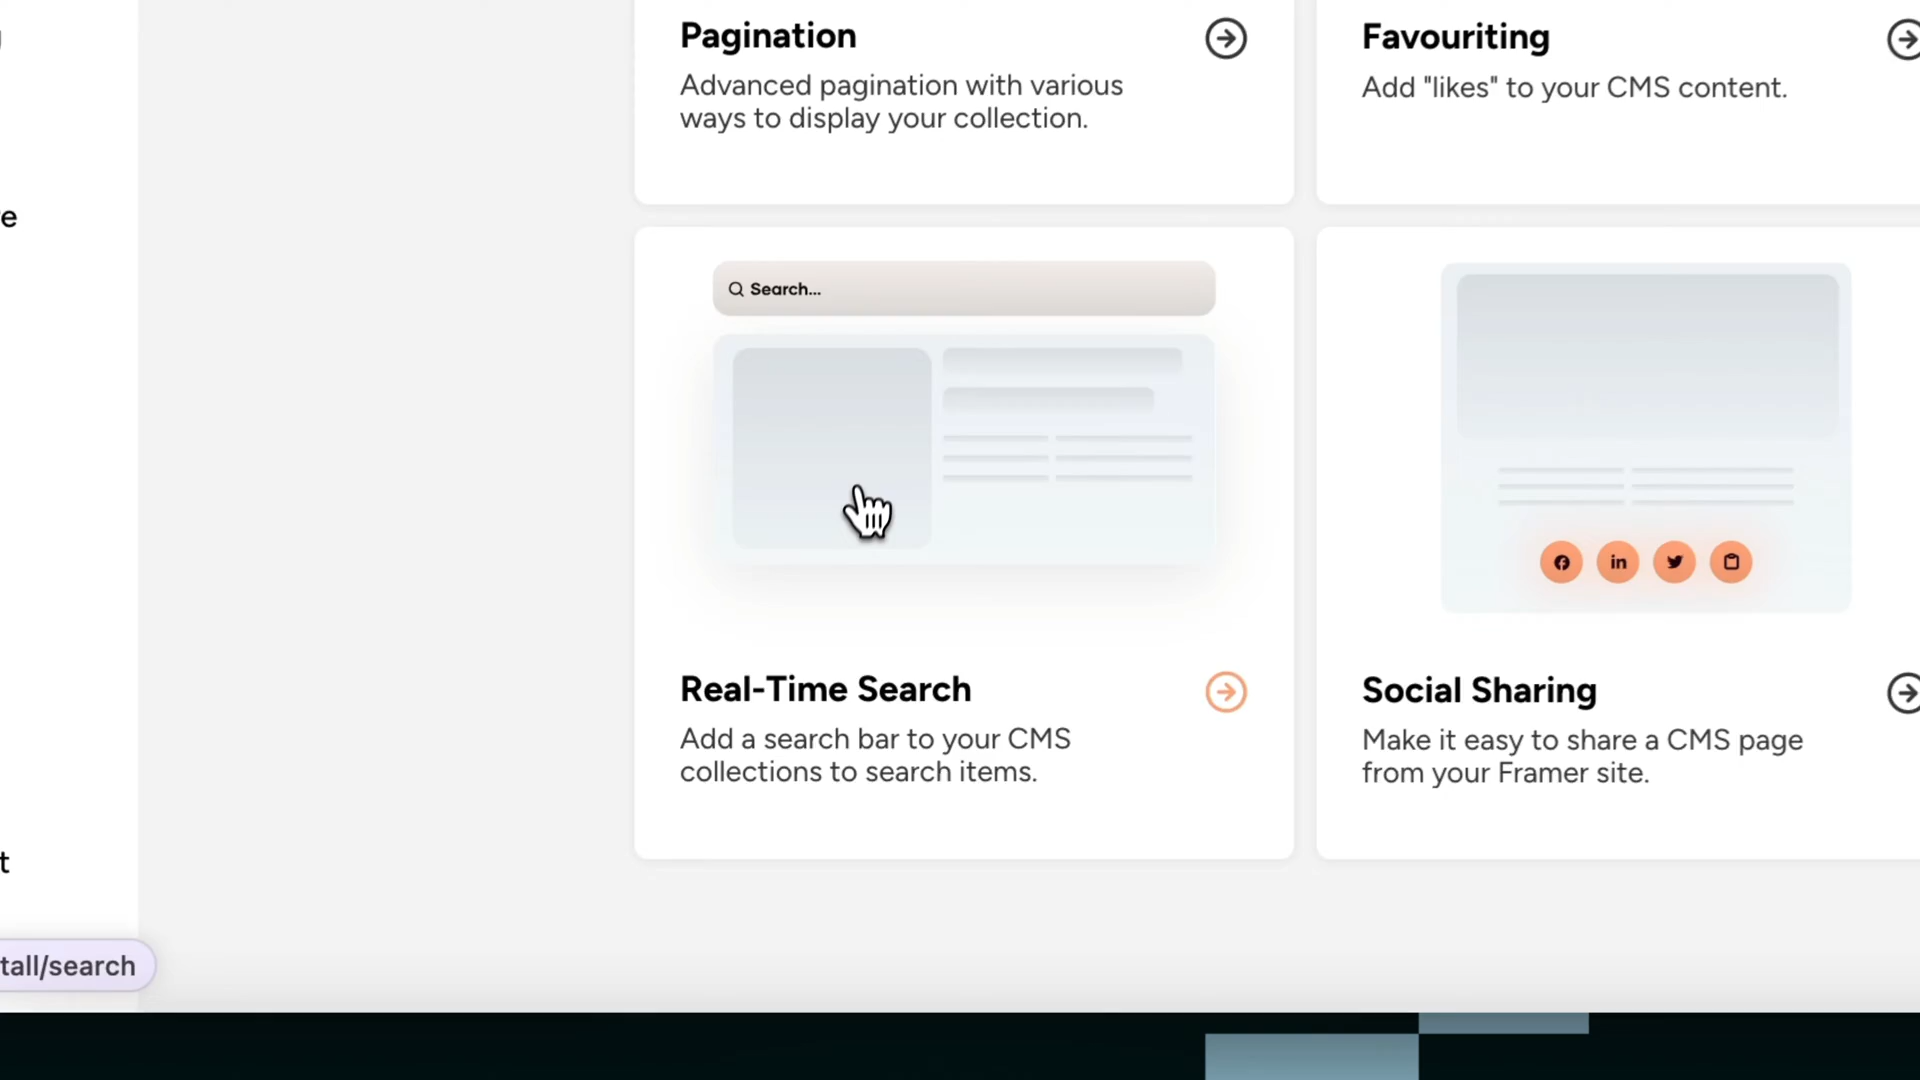 Pagination
Advanced pagination with various
ways to display your collection.
Favouriting
Add "likes" to your CMS content.
e
Search...
Real-Time Search
Add a search bar to your CMS
collections to search items.
in
Social Sharing
Make it easy to share a CMS page
from your Framer site.
t
tall/search